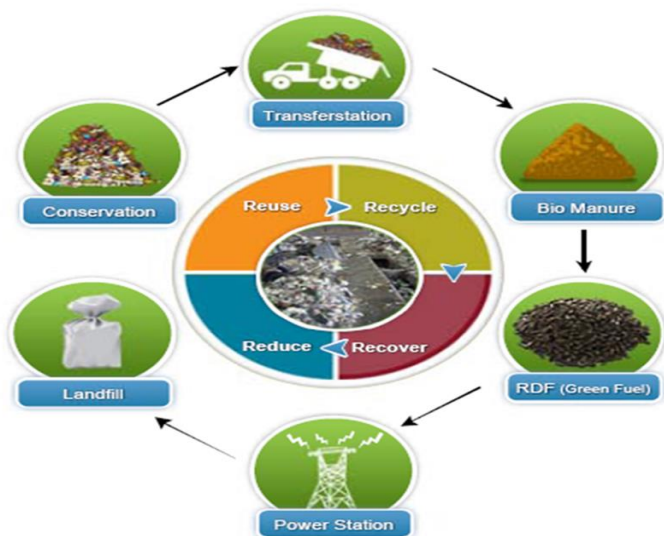 Transferstation
Conservation
Bio Manure
Reuse
Recycle
Reduce
Recover
Landfill
RDF (Green Fuel)
Power Station